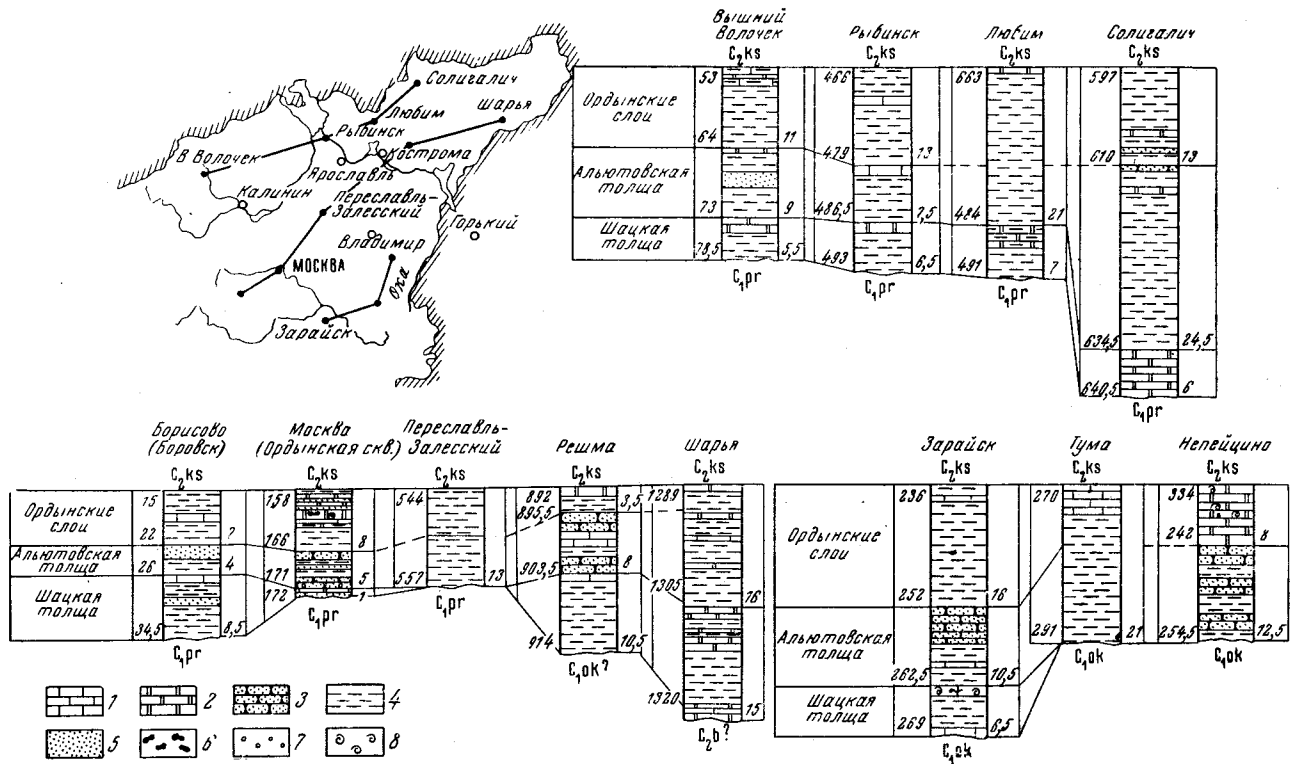 Солигалич
Любим
Шарья
Рыбинск
В Волочек
Кострома
Ярославль
Калинин
Переславль-
Залесский
Горький
Владимир
МОСКВА
Ока
Зарайск
Вышний
Волочек
C₂ks
Рыбинск
C₂ks
Любим
C₂ks
Солигалич
C₂ks
Ордынские
слои
Альютовская
толща
Шацкая
толща
53
64
11
73
9
78,5
5,5
C₁pr
466
479
13
486,5
7,5
493
6,5
C₁pr
663
484
21
491
7
C₁pr
597
610
13
634,5
24,5
640,5
6
C₁pr
Борисово
(Боровск)
C₂ks
Москва
(Ордынская скв.)
C₂ks
Переславль-
Залесский
C₂ks
Решма
C₂ks
Шарья
C₂ks
Ордынские
слои
Альютовская
толща
Шацкая
толща
15
22
7
26
4
34,5
8,5
C₁pr
158
166
8
171
5
172
1
C₁pr
544
557
13
892
895,5
3,5
903,5
8
914
10,5
C₁ok?
1289
1305
16
1320
15
C₂b?
Зарайск
C₂ks
Тума
C₂ks
Непейцино
C₂ks
Ордынские
слои
Альютовская
толща
Шацкая
толща
236
252
16
262,5
10,5
269
6,5
C₁ok
270
291
21
C₁ok
334
242
8
254,5
12,5
C₁ok
1
2
3
4
5
6
7
8